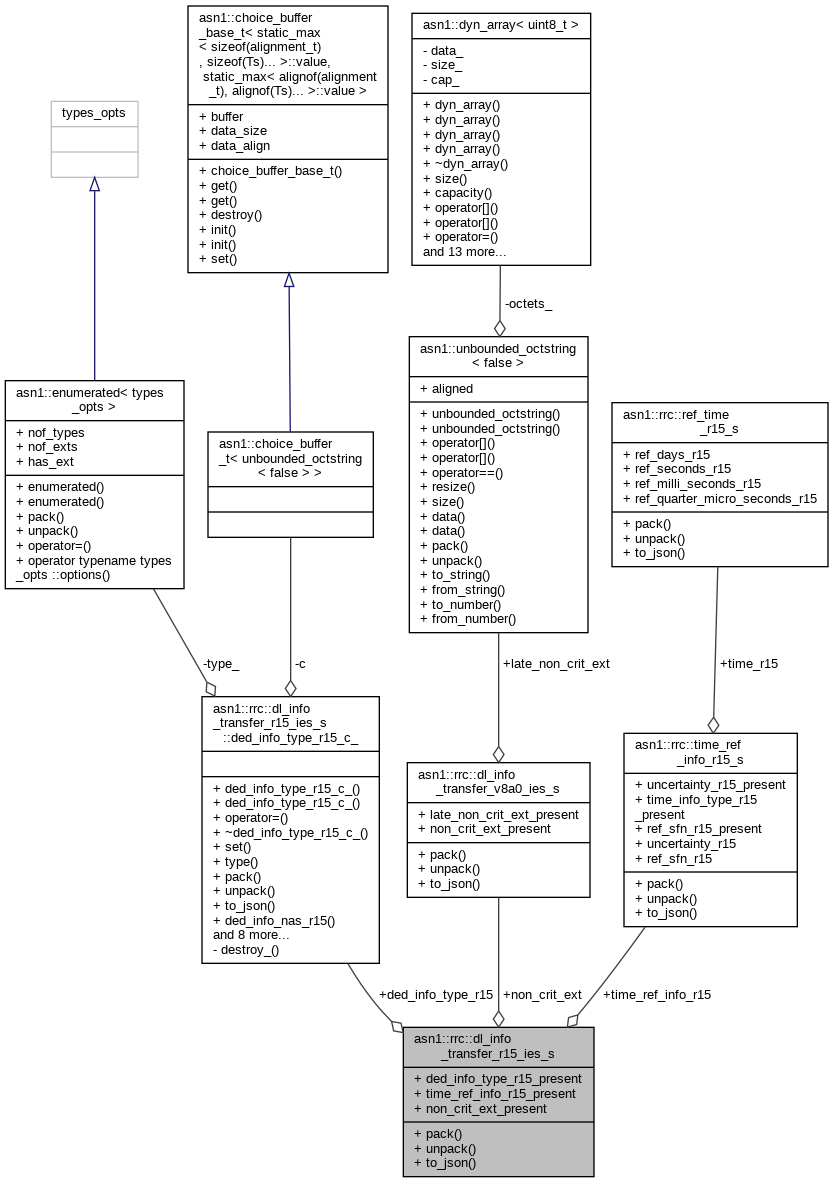 types_opts
asn1::choice_buffer
_base_t< static_max
< sizeof(alignment_t)
, sizeof(Ts)... >::value,
static_max< alignof(alignment
_t), alignof(Ts)... >::value >
+ buffer
+ data_size
+ data_align
+ choice_buffer_base_t()
+ get()
+ get()
+ destroy()
+ init()
+ init()
+ set()
asn1::dyn_array< uint8_t >
- data_
- size_
- cap_
+ dyn_array()
+ dyn_array()
+ dyn_array()
+ dyn_array()
+ ~dyn_array()
+ size()
+ capacity()
+ operator[]()
+ operator[]()
+ operator=()
and 13 more...
-octets_
asn1::enumerated< types
_opts >
+ nof_types
+ nof_exts
+ has_ext
+ enumerated()
+ enumerated()
+ pack()
+ unpack()
+ operator=()
+ operator typename types
_opts ::options()
asn1::choice_buffer
_t< unbounded_octstring
< false > >
asn1::unbounded_octstring
< false >
+ aligned
+ unbounded_octstring()
+ unbounded_octstring()
+ operator[]()
+ operator[]()
+ operator==()
+ resize()
+ size()
+ data()
+ data()
+ pack()
+ unpack()
+ to_string()
+ from_string()
+ to_number()
+ from_number()
asn1::rrc::ref_time
_r15_s
+ ref_days_r15
+ ref_seconds_r15
+ ref_milli_seconds_r15
+ ref_quarter_micro_seconds_r15
+ pack()
+ unpack()
+ to_json()
-type_
-c
+late_non_crit_ext
+time_r15
asn1::rrc::dl_info
_transfer_r15_ies_s
::ded_info_type_r15_c_
+ ded_info_type_r15_c_()
+ ded_info_type_r15_c_()
+ operator=()
+ ~ded_info_type_r15_c_()
+ set()
+ type()
+ pack()
+ unpack()
+ to_json()
+ ded_info_nas_r15()
and 8 more...
- destroy_()
asn1::rrc::dl_info
_transfer_v8a0_ies_s
+ late_non_crit_ext_present
+ non_crit_ext_present
+ pack()
+ unpack()
+ to_json()
asn1::rrc::time_ref
_info_r15_s
+ uncertainty_r15_present
+ time_info_type_r15
_present
+ ref_sfn_r15_present
+ uncertainty_r15
+ ref_sfn_r15
+ pack()
+ unpack()
+ to_json()
+ded_info_type_r15
+non_crit_ext
+time_ref_info_r15
asn1::rrc::dl_info
_transfer_r15_ies_s
+ ded_info_type_r15_present
+ time_ref_info_r15_present
+ non_crit_ext_present
+ pack()
+ unpack()
+ to_json()